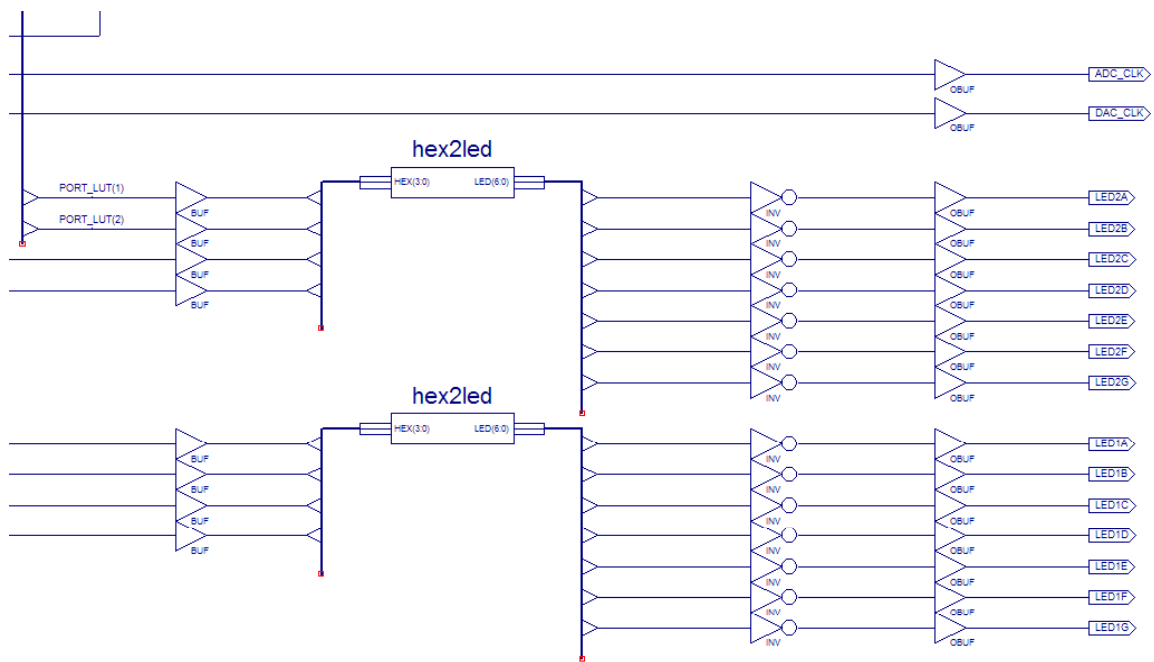 ADC_CLK
OBUF
DAC_CLK
OBUF
hex2led
HEX(3:0) LED(6:0)
PORT_LUT(1) LED2A
BUF INV OBUF
PORT_LUT(2) LED2B
BUF INV OBUF
LED2C
BUF INV OBUF
LED2D
BUF INV OBUF
LED2E
INV OBUF
LED2F
INV OBUF
LED2G
INV OBUF
hex2led
HEX(3:0) LED(6:0)
LED1A
BUF INV OBUF
LED1B
BUF INV OBUF
LED1C
BUF INV OBUF
LED1D
BUF INV OBUF
LED1E
INV OBUF
LED1F
INV OBUF
LED1G
INV OBUF